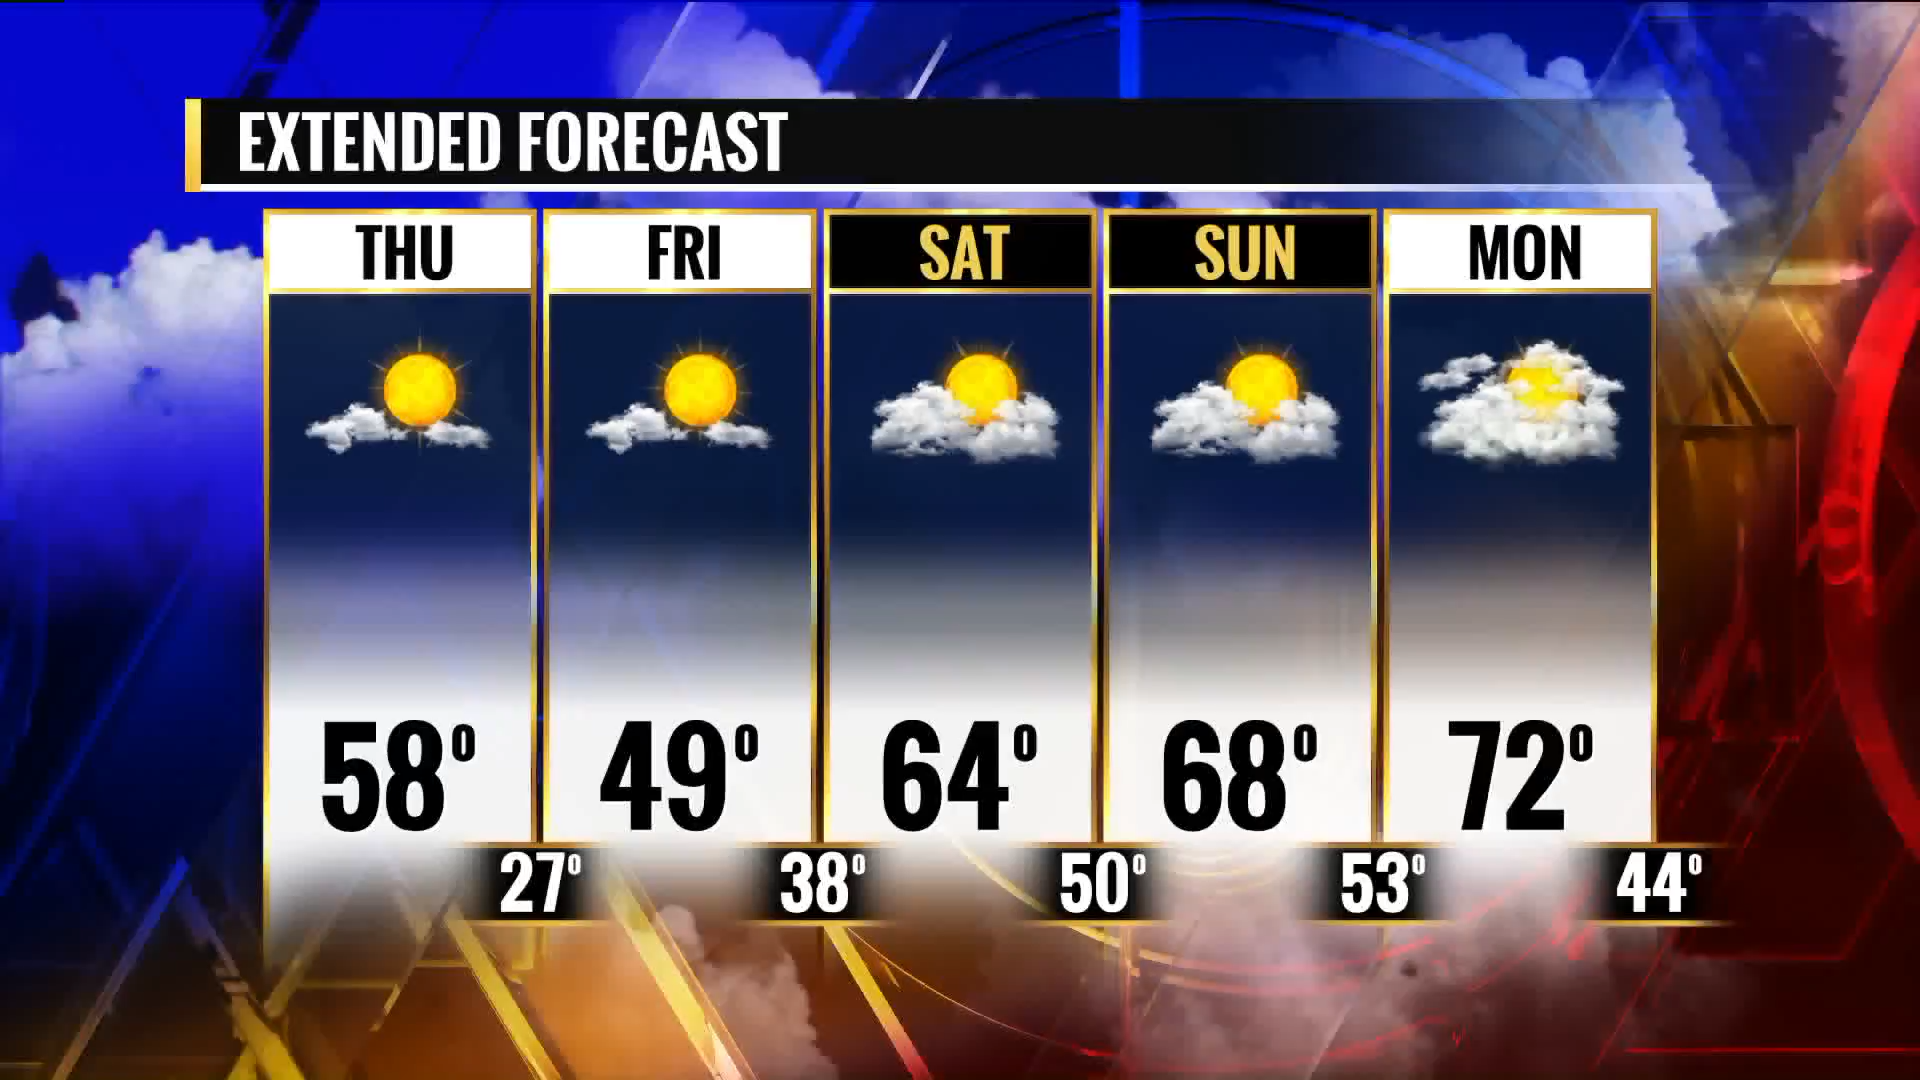 EXTENDED FORECAST
THU FRI SAT SUN MON
58° 49° 64° 68° 72°
27° 38° 50° 53° 44°